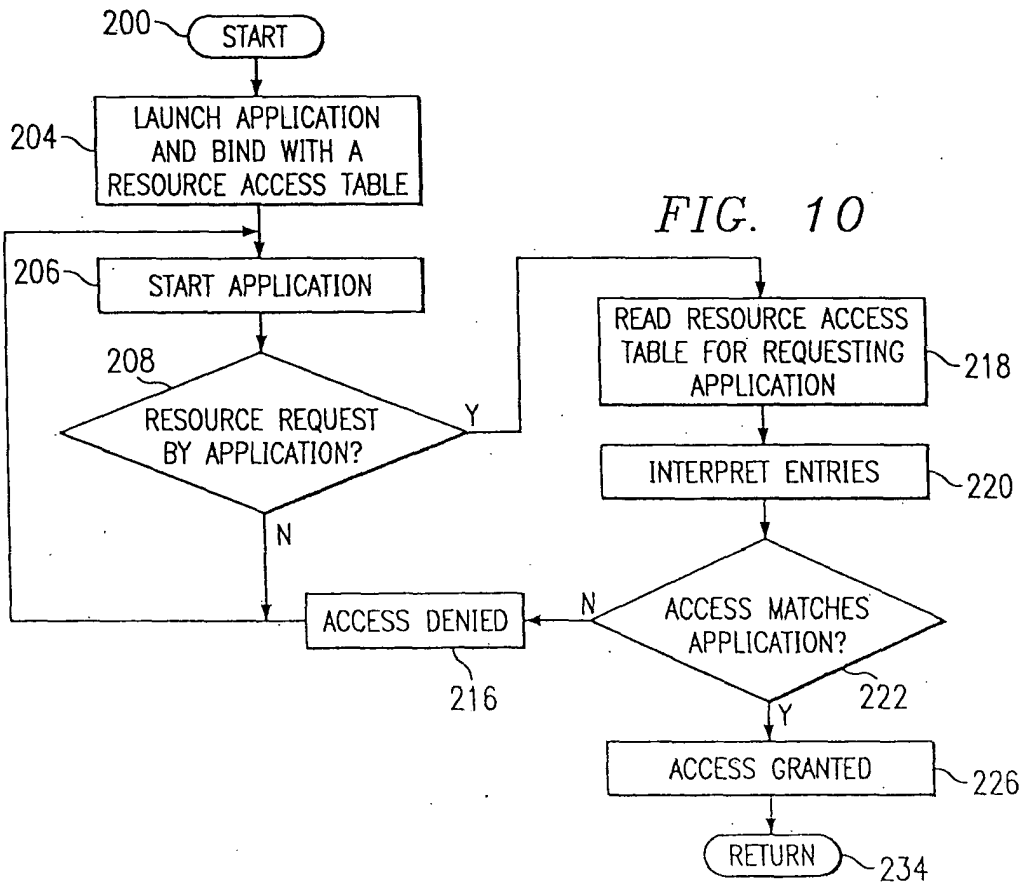 200
START
204
LAUNCH APPLICATION
AND BIND WITH A
RESOURCE ACCESS TABLE
FIG. 10
206
START APPLICATION
208
RESOURCE REQUEST
BY APPLICATION?
Y
N
READ RESOURCE ACCESS
TABLE FOR REQUESTING
APPLICATION
218
INTERPRET ENTRIES
220
ACCESS MATCHES
APPLICATION?
222
N
Y
ACCESS DENIED
216
ACCESS GRANTED
226
RETURN
234